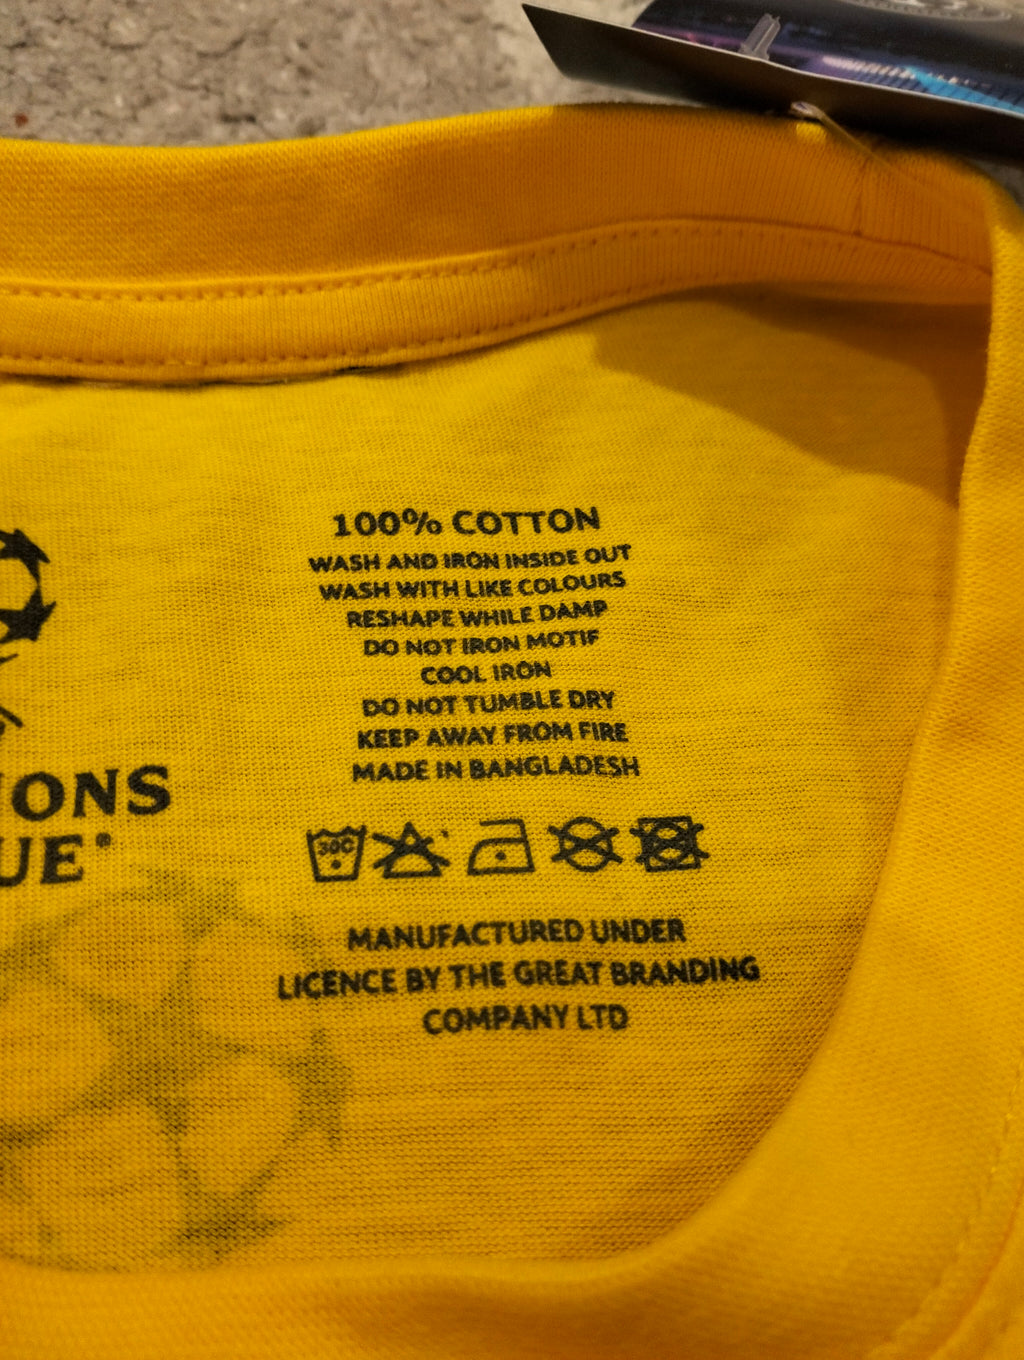 100% COTTON
WASH AND IRON INSIDE OUT
WASH WITH LIKE COLOURS
RESHAPE WHILE DAMP
DO NOT IRON MOTIF
COOL IRON
DO NOT TUMBLE DRY
KEEP AWAY FROM FIRE
MADE IN BANGLADESH
IONS
UE®
30C
MANUFACTURED UNDER
LICENCE BY THE GREAT BRANDING
COMPANY LTD